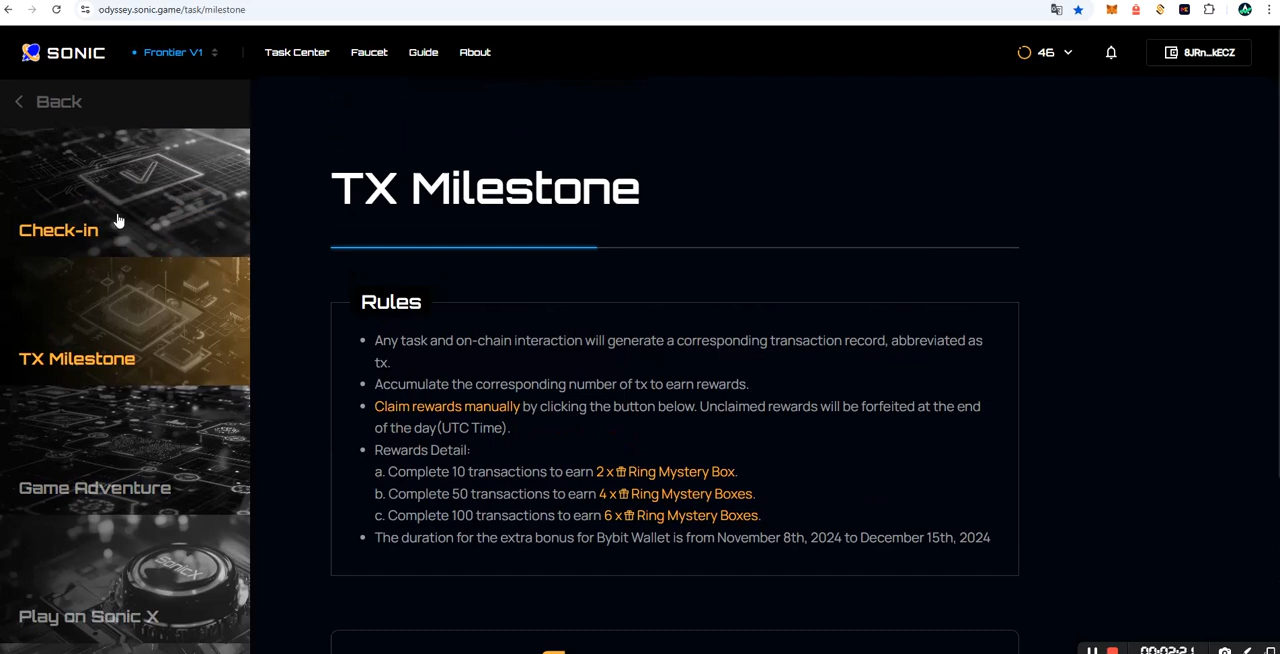 odyssey.sonic.game/task/milestone
SONIC
Frontier V1
Task Center
Faucet
Guide
About
46
8JRn...kECZ
Back
Check-in
TX Milestone
Game Adventure
SonicX
Play on Sonic X
TX Milestone
Rules
Any task and on-chain interaction will generate a corresponding transaction record, abbreviated as
tx.
Accumulate the corresponding number of tx to earn rewards.
Claim rewards manually by clicking the button below. Unclaimed rewards will be forfeited at the end
of the day(UTC Time).
Rewards Detail:
a. Complete 10 transactions to earn 2 x Ring Mystery Box.
b. Complete 50 transactions to earn 4 x Ring Mystery Boxes.
c. Complete 100 transactions to earn 6 x Ring Mystery Boxes.
The duration for the extra bonus for Bybit Wallet is from November 8th, 2024 to December 15th, 2024
00:02:21